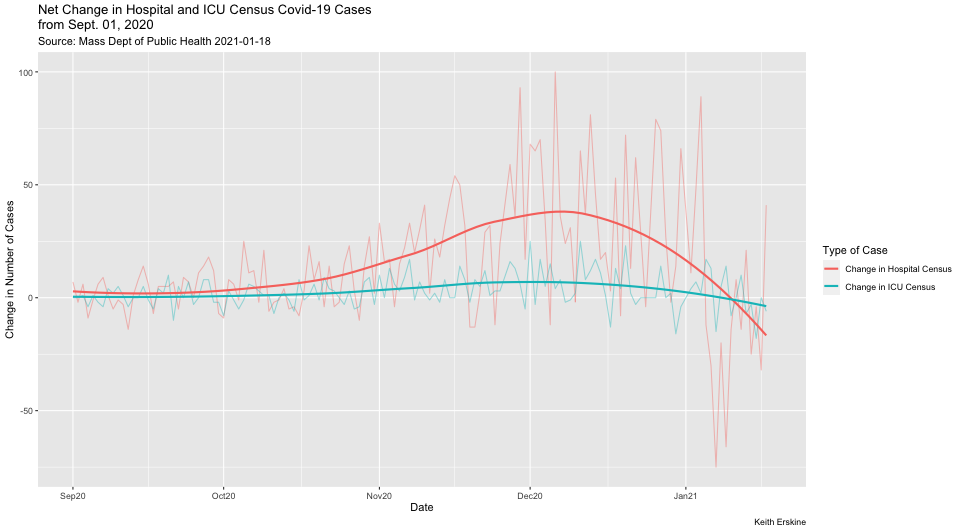 Net Change in Hospital and ICU Census Covid-19 Cases
from Sept. 01, 2020
Source: Mass Dept of Public Health 2021-01-18
Change in Number of Cases
100
50
0
-50
Sep20
Oct20
Nov20
Dec20
Jan21
Date
Type of Case
Change in Hospital Census
Change in ICU Census
Keith Erskine